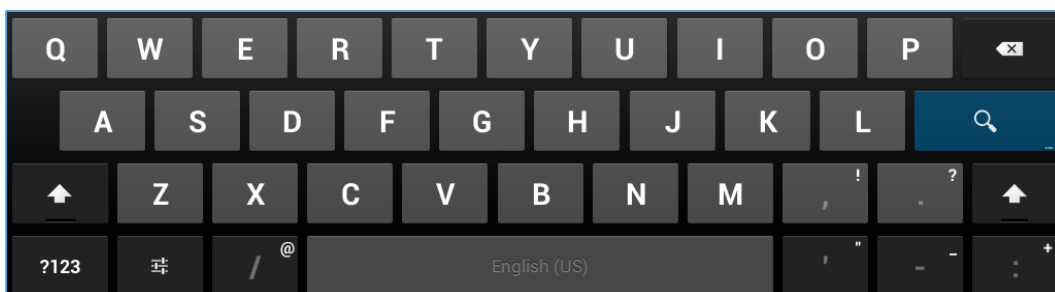 Q W E R T Y U I O P
A S D F G H J K L
Z X C V B N M , ! . ?
?123 / @ English (US) ' " - _ : +